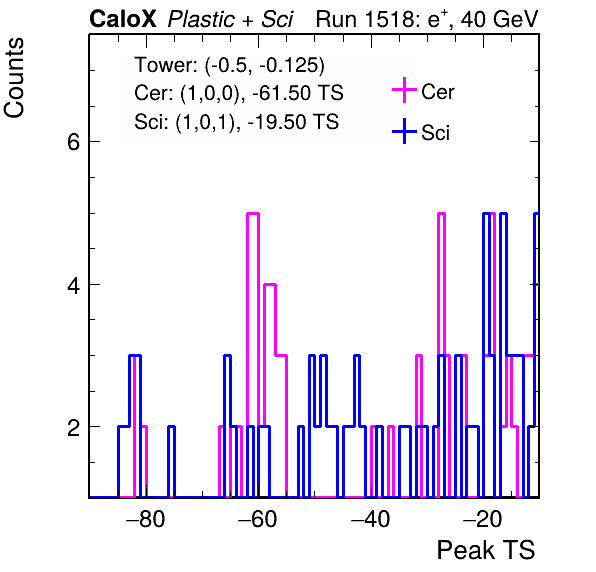 CaloX Plastic + Sci Run 1518: e⁺, 40 GeV
Counts
Tower: (-0.5, -0.125)
Cer: (1,0,0), -61.50 TS
Sci: (1,0,1), -19.50 TS
Cer
Sci
6
4
2
−80 −60 −40 −20
Peak TS